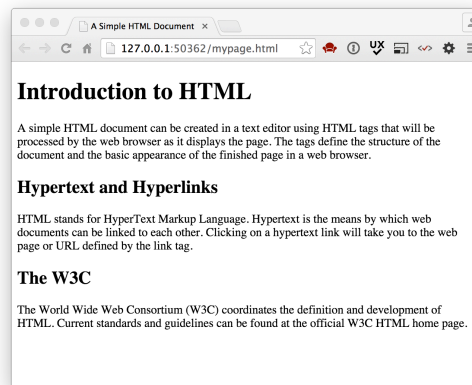 A Simple HTML Document
127.0.0.1:50362/mypage.html
UX
Introduction to HTML
A simple HTML document can be created in a text editor using HTML tags that will be
processed by the web browser as it displays the page. The tags define the structure of the
document and the basic appearance of the finished page in a web browser.
Hypertext and Hyperlinks
HTML stands for HyperText Markup Language. Hypertext is the means by which web
documents can be linked to each other. Clicking on a hypertext link will take you to the web
page or URL defined by the link tag.
The W3C
The World Wide Web Consortium (W3C) coordinates the definition and development of
HTML. Current standards and guidelines can be found at the official W3C HTML home page.